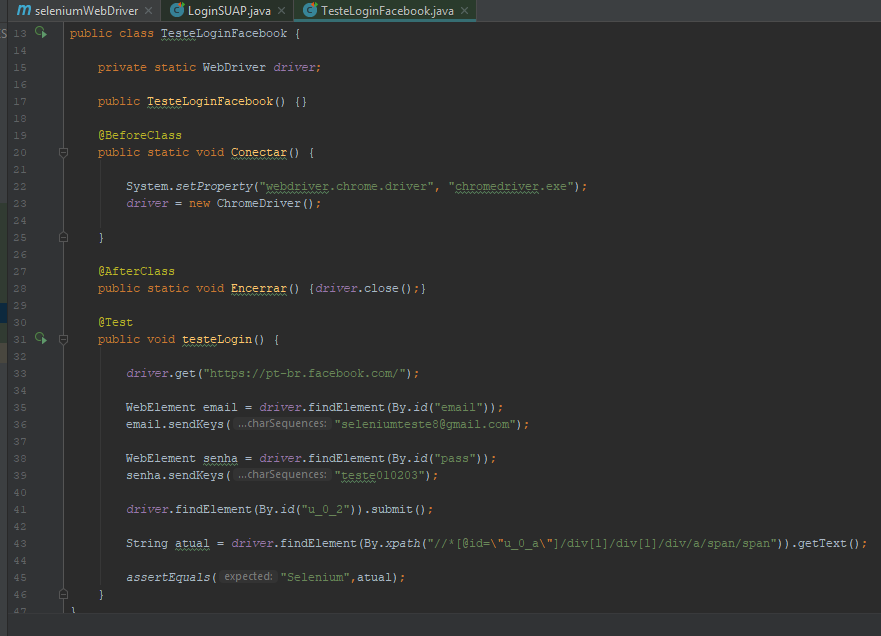 seleniumWebDriver LoginSUAP.java TesteLoginFacebook.java
13 public class TesteLoginFacebook {
14
15 private static WebDriver driver;
16
17 public TesteLoginFacebook() {}
18
19 @BeforeClass
20 public static void Conectar() {
21
22 System.setProperty("webdriver.chrome.driver", "chromedriver.exe");
23 driver = new ChromeDriver();
24
25 }
26
27 @AfterClass
28 public static void Encerrar() {driver.close();}
29
30 @Test
31 public void testeLogin() {
32
33 driver.get("https://pt-br.facebook.com/");
34
35 WebElement email = driver.findElement(By.id("email"));
36 email.sendKeys( ...charSequences: "seleniumteste8@gmail.com");
37
38 WebElement senha = driver.findElement(By.id("pass"));
39 senha.sendKeys( ...charSequences: "teste010203");
40
41 driver.findElement(By.id("u_0_2")).submit();
42
43 String atual = driver.findElement(By.xpath("//*[@id=\"u_0_a\"]/div[1]/div[1]/div/a/span/span")).getText();
44
45 assertEquals( expected: "Selenium",atual);
46 }
47 }